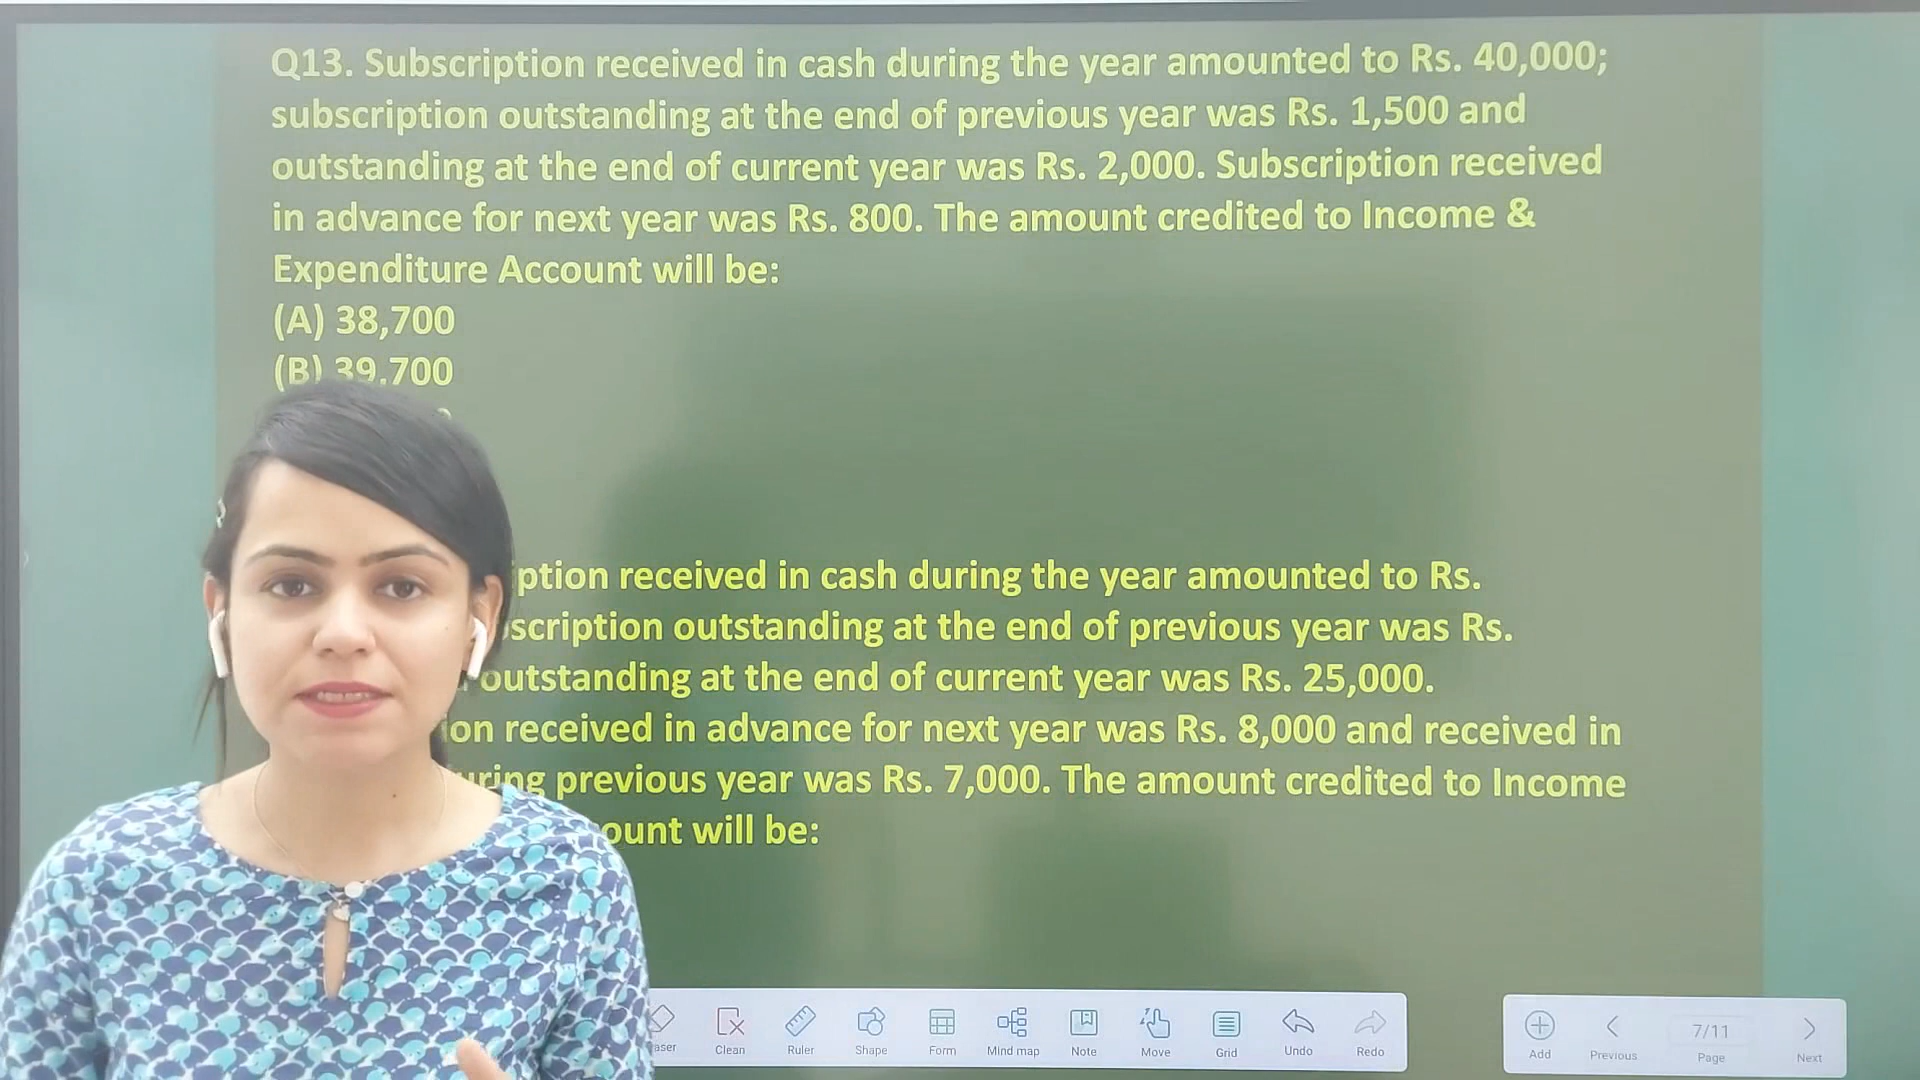 Q13. Subscription received in cash during the year amounted to Rs. 40,000;
subscription outstanding at the end of previous year was Rs. 1,500 and
outstanding at the end of current year was Rs. 2,000. Subscription received
in advance for next year was Rs. 800. The amount credited to Income &
Expenditure Account will be:
(A) 38,700
(B) 39,700
received in cash during the year amounted to Rs.
outstanding at the end of previous year was Rs.
outstanding at the end of current year was Rs. 25,000.
received in advance for next year was Rs. 8,000 and received in
previous year was Rs. 7,000. The amount credited to Income
will be:
Clean
Ruler
Shape
Form
Mind map
Note
Move
Grid
Undo
Redo
Add
Previous
7/11
Page
Next